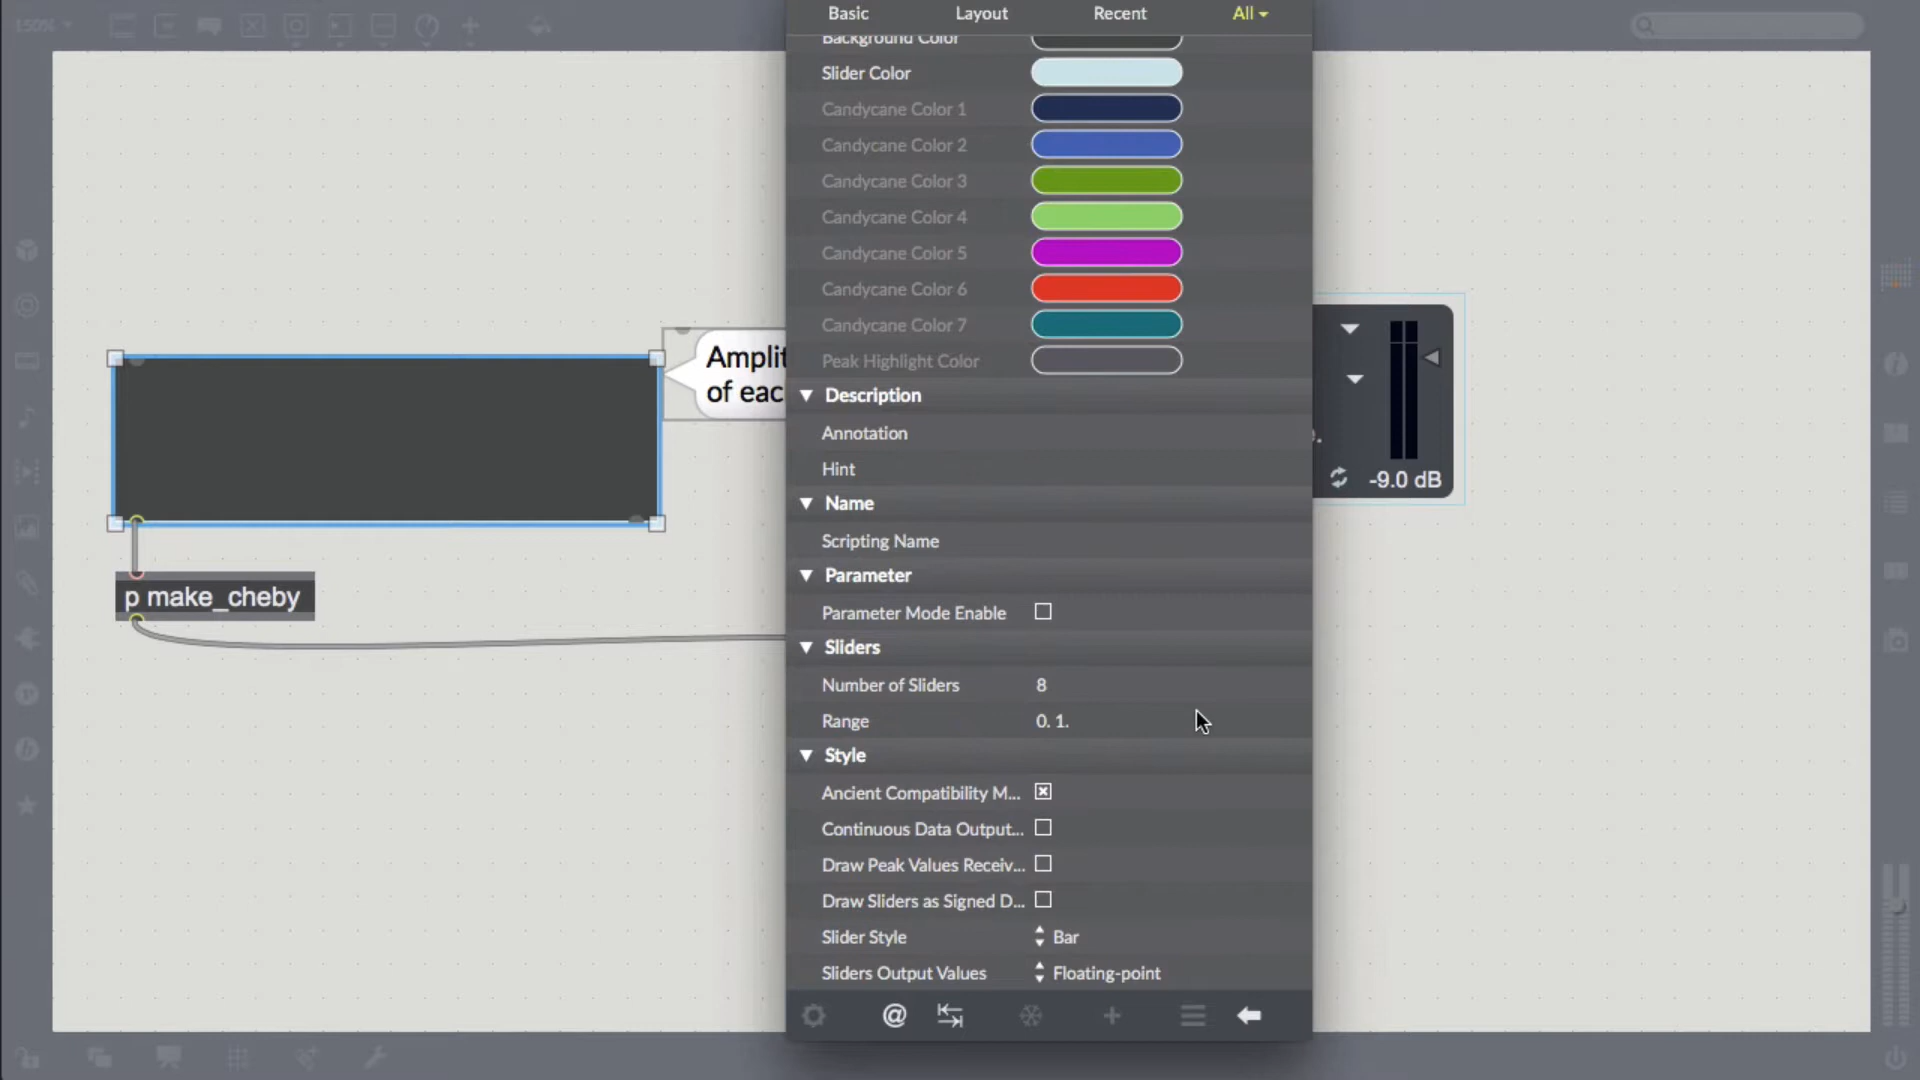 150%
Basic
Layout
Recent
All
Background Color
Slider Color
Candycane Color 1
Candycane Color 2
Candycane Color 3
Candycane Color 4
Candycane Color 5
Candycane Color 6
Candycane Color 7
Peak Highlight Color
Description
Annotation
Hint
Name
Scripting Name
Parameter
Parameter Mode Enable
Sliders
Number of Sliders 8
Range 0. 1.
Style
Ancient Compatibility M...
Continuous Data Output...
Draw Peak Values Receiv...
Draw Sliders as Signed D...
Slider Style Bar
Sliders Output Values Floating-point
Amplit
of eac
p make_cheby
-9.0 dB